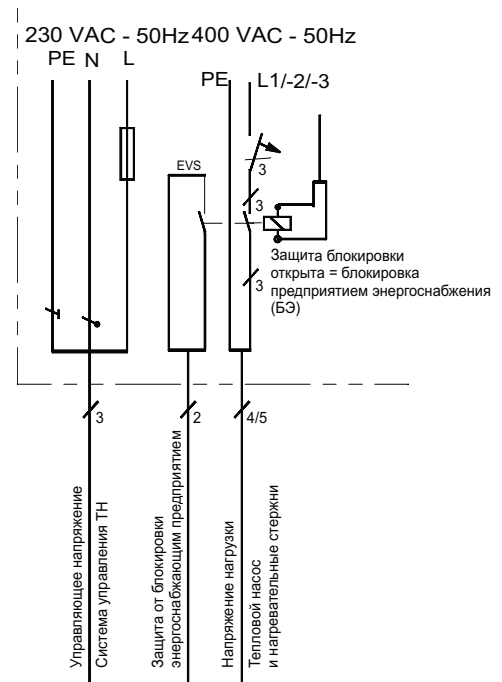 230 VAC - 50Hz 400 VAC - 50Hz
PE N L
PE L1/-2/-3
3
EVS
3
Защита блокировки
открыта = блокировка
предприятием энергоснабжения
(БЭ)
3
3
2
4/5
Управляющее напряжение
Система управления ТН
Защита от блокировки
энергоснабжающим предприятием
Напряжение нагрузки
Тепловой насос
и нагревательные стержни